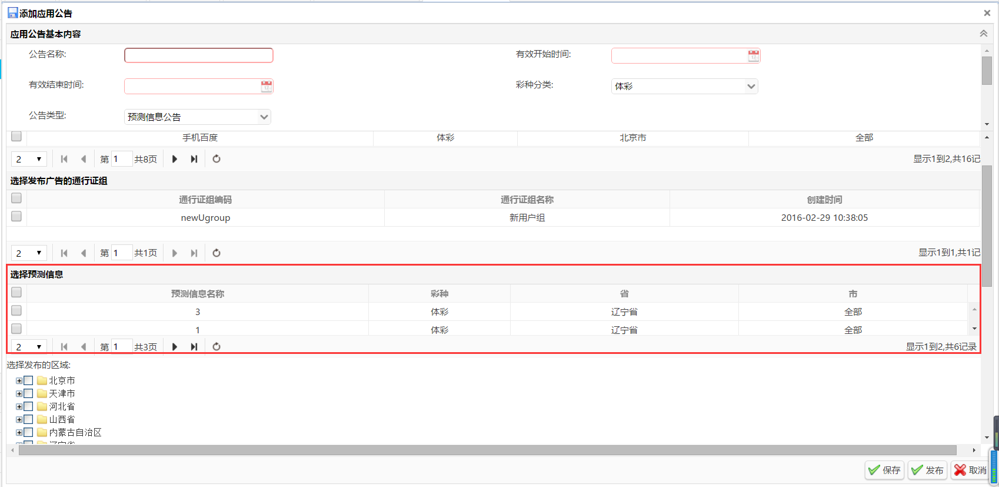 添加应用公告
应用公告基本内容
公告名称: 有效开始时间:
有效结束时间: 彩种分类: 体彩
公告类型: 预测信息公告
手机百度 体彩 北京市 全部
2 第 1 共8页 显示1到2,共16记
选择发布广告的通行证组
通行证组编码 通行证组名称 创建时间
newUgroup 新用户组 2016-02-29 10:38:05
2 第 1 共1页 显示1到1,共1记
选择预测信息
预测信息名称 彩种 省 市
3 体彩 辽宁省 全部
1 体彩 辽宁省 全部
2 第 1 共3页 显示1到2,共6记录
选择发布的区域:
北京市
天津市
河北省
山西省
内蒙古自治区
辽宁省
保存 发布 取消